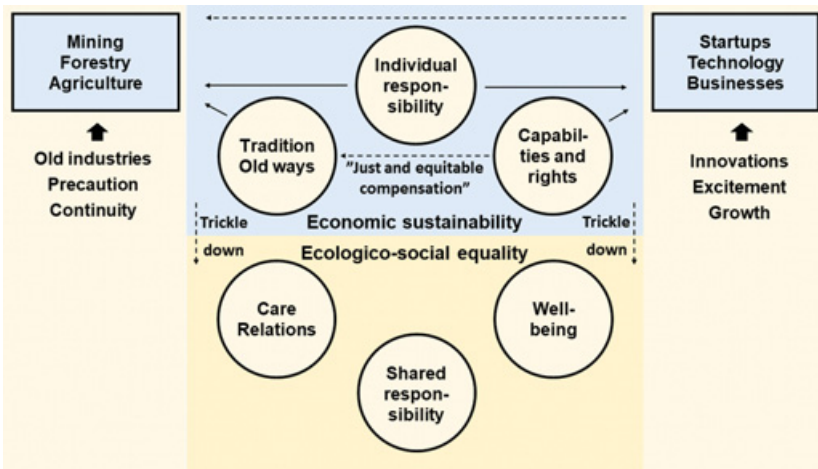 Mining
Forestry
Agriculture
Old industries
Precaution
Continuity
Individual
respon-
sibility
Tradition
Old ways
Capabili-
ties and
rights
"Just and equitable
compensation"
Trickle
down
Economic sustainability
Trickle
down
Ecologico-social equality
Care
Relations
Well-
being
Shared
respon-
sibility
Startups
Technology
Businesses
Innovations
Excitement
Growth